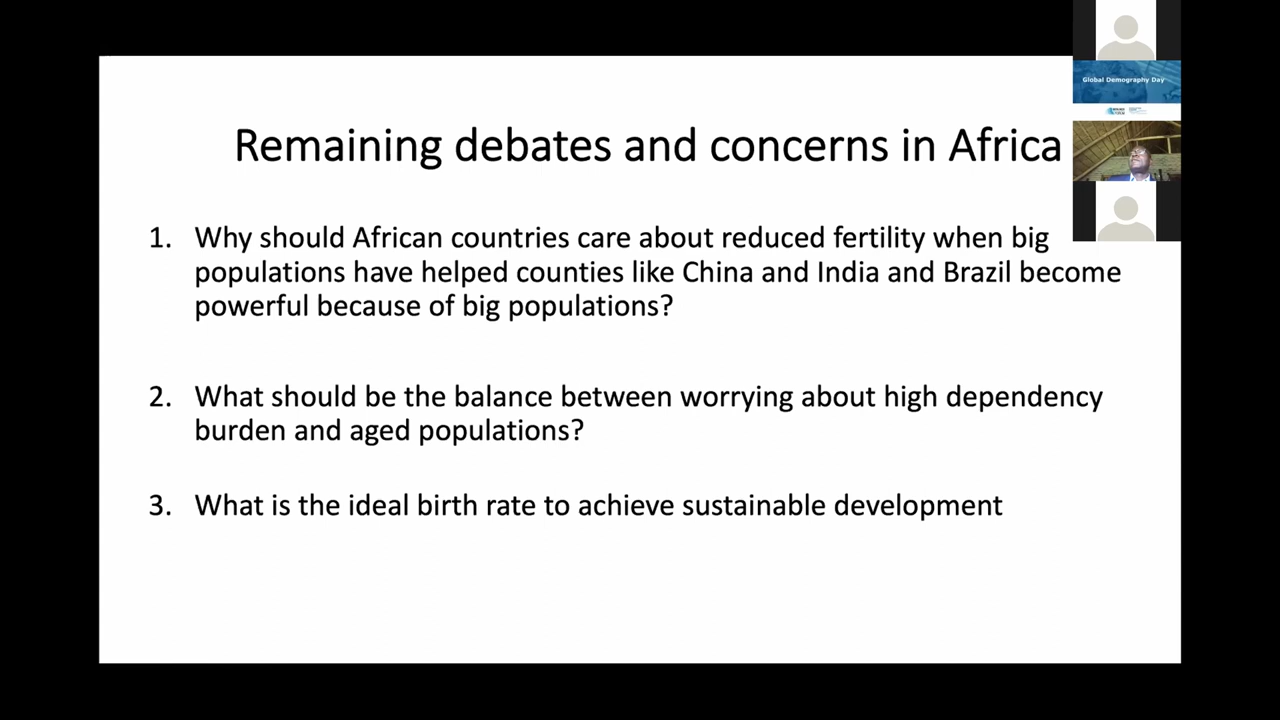 Global Demography Day
Remaining debates and concerns in Africa
1. Why should African countries care about reduced fertility when big
populations have helped counties like China and India and Brazil become
powerful because of big populations?
2. What should be the balance between worrying about high dependency
burden and aged populations?
3. What is the ideal birth rate to achieve sustainable development